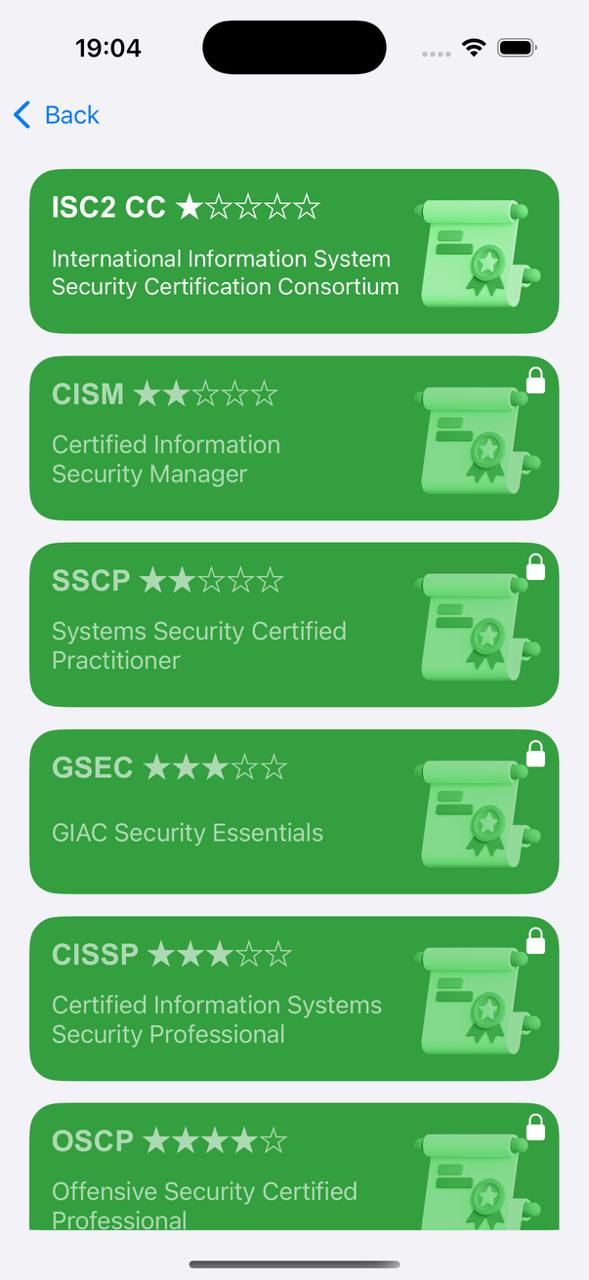 19:04
Back
ISC2 CC ★☆☆☆☆
International Information System
Security Certification Consortium
CISM ★★☆☆☆
Certified Information
Security Manager
SSCP ★★☆☆☆
Systems Security Certified
Practitioner
GSEC ★★★☆☆
GIAC Security Essentials
CISSP ★★★☆☆
Certified Information Systems
Security Professional
OSCP ★★★★☆
Offensive Security Certified
Professional